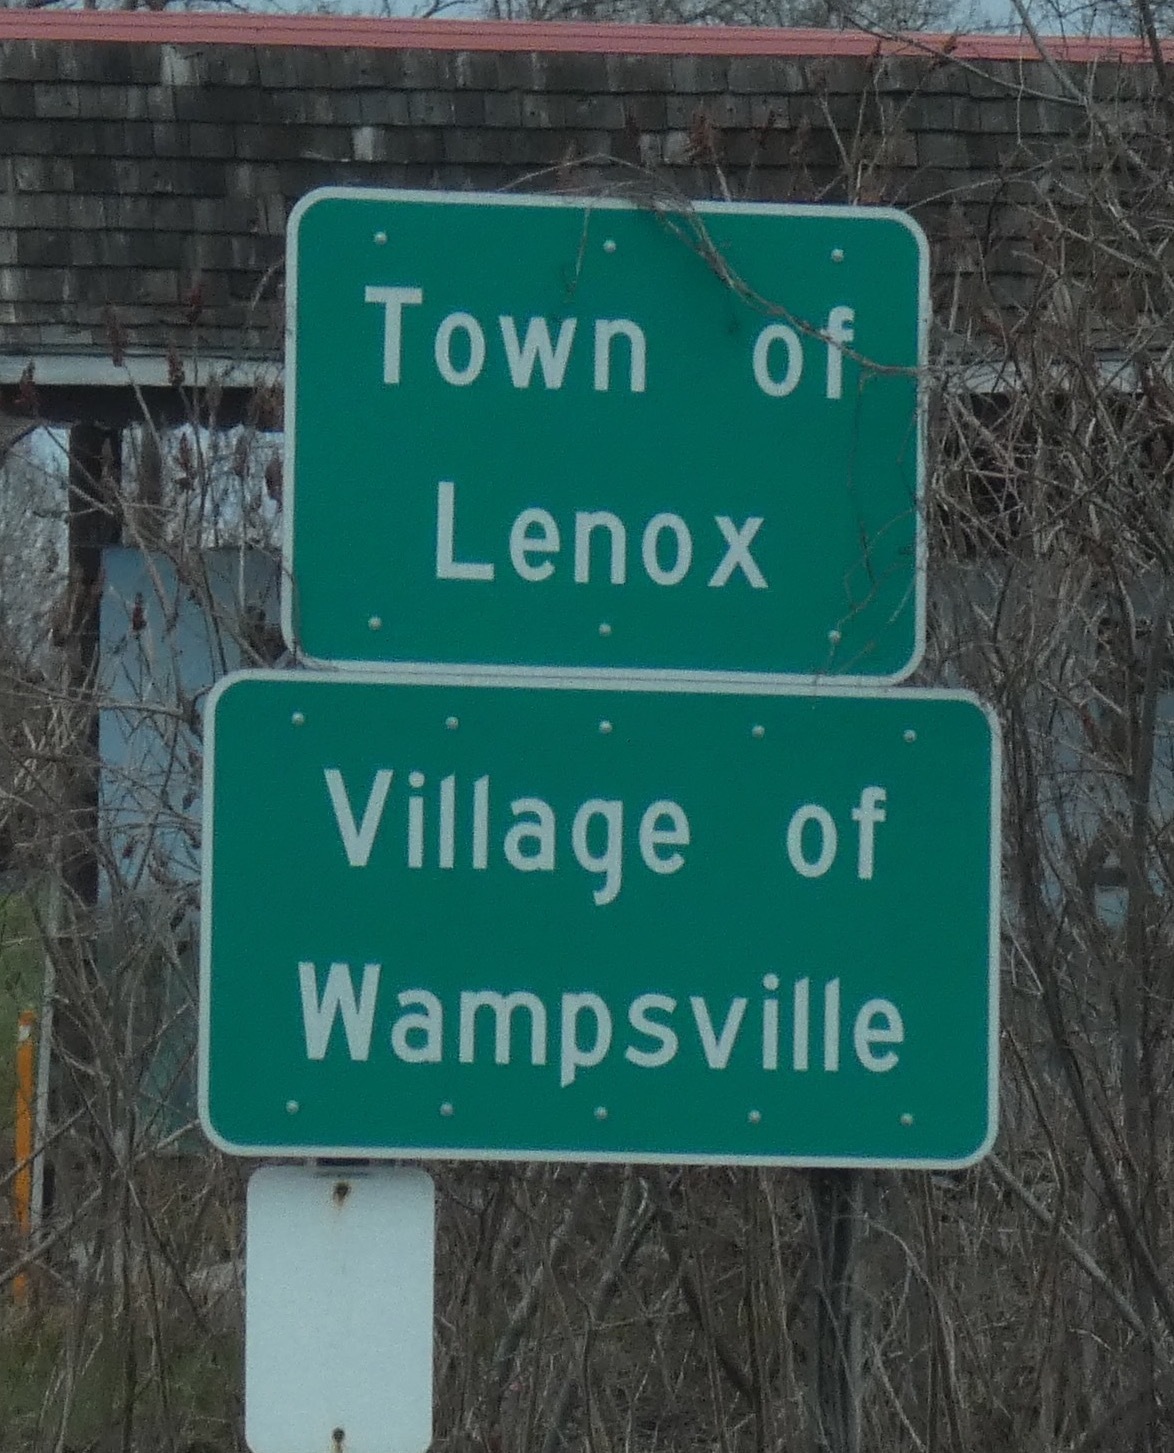 Town of
Lenox
Village of
Wampsville